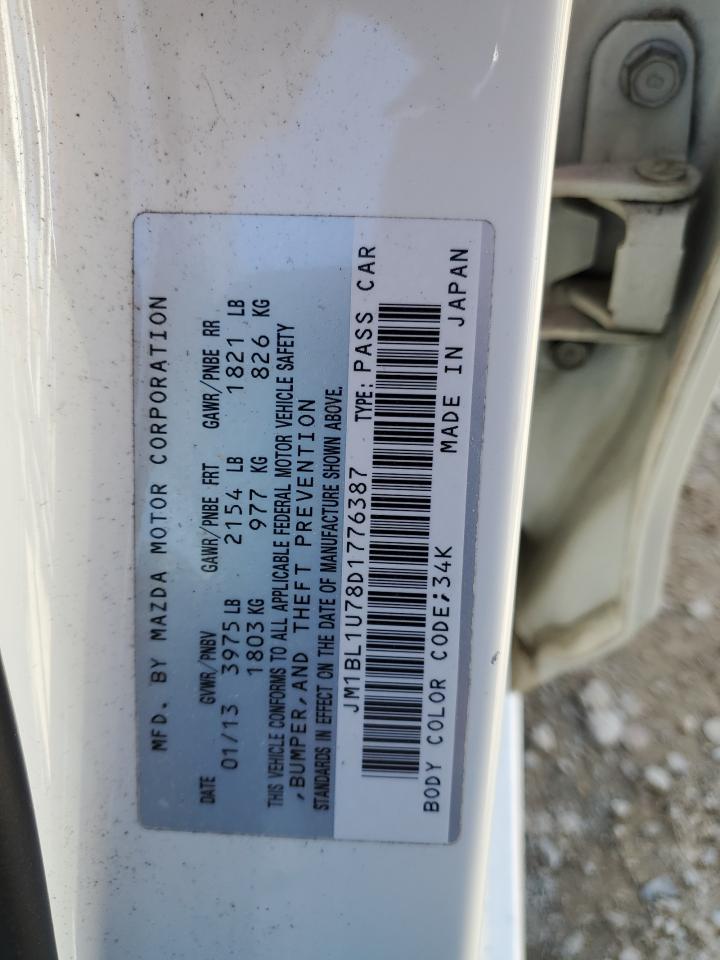 MFD. BY MAZDA MOTOR CORPORATION
DATE GVWR/PNBV GAWR/PNBE FRT GAWR/PNBE RR
01/13 3975 LB 2154 LB 1821 LB
1803 KG 977 KG 826 KG
THIS VEHICLE CONFORMS TO ALL APPLICABLE FEDERAL MOTOR VEHICLE SAFETY
, BUMPER, AND THEFT PREVENTION
STANDARDS IN EFFECT ON THE DATE OF MANUFACTURE SHOWN ABOVE.
JM1BL1U78D1776387 TYPE: PASS CAR
BODY COLOR CODE;34K MADE IN JAPAN